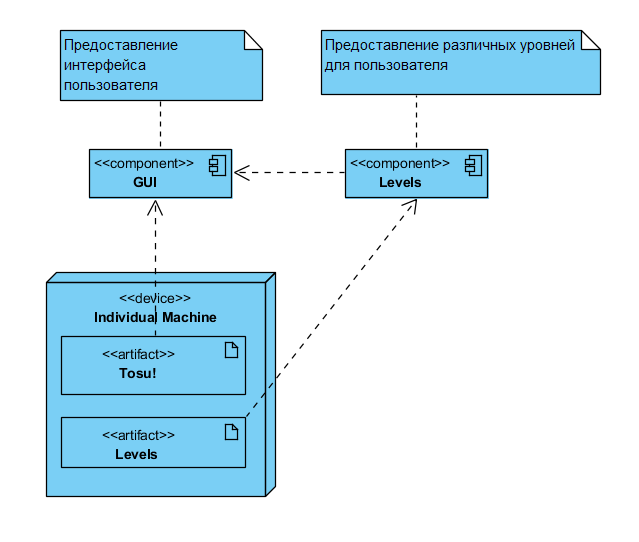 Предоставление
интерфейса
пользователя
Предоставление различных уровней
для пользователя
<<component>>
GUI
<<component>>
Levels
<<device>>
Individual Machine
<<artifact>>
Tosu!
<<artifact>>
Levels